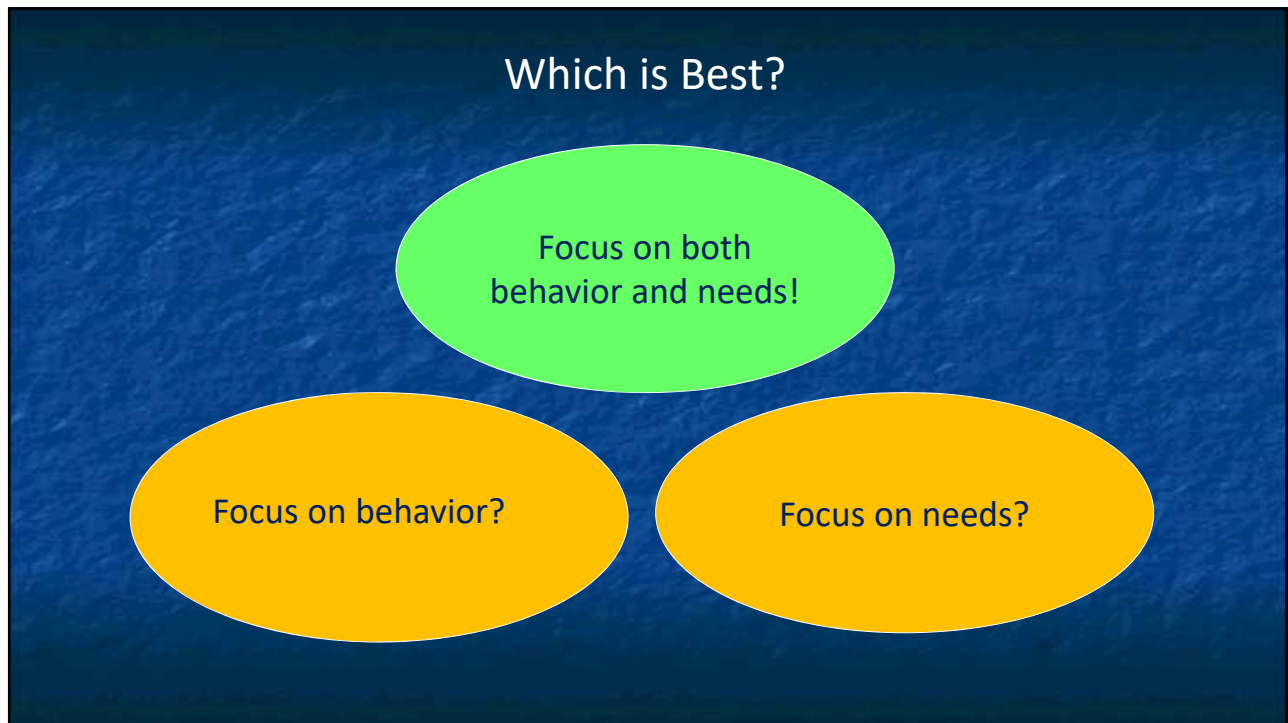 Which is Best?
Focus on both
behavior and needs!
Focus on behavior?
Focus on needs?